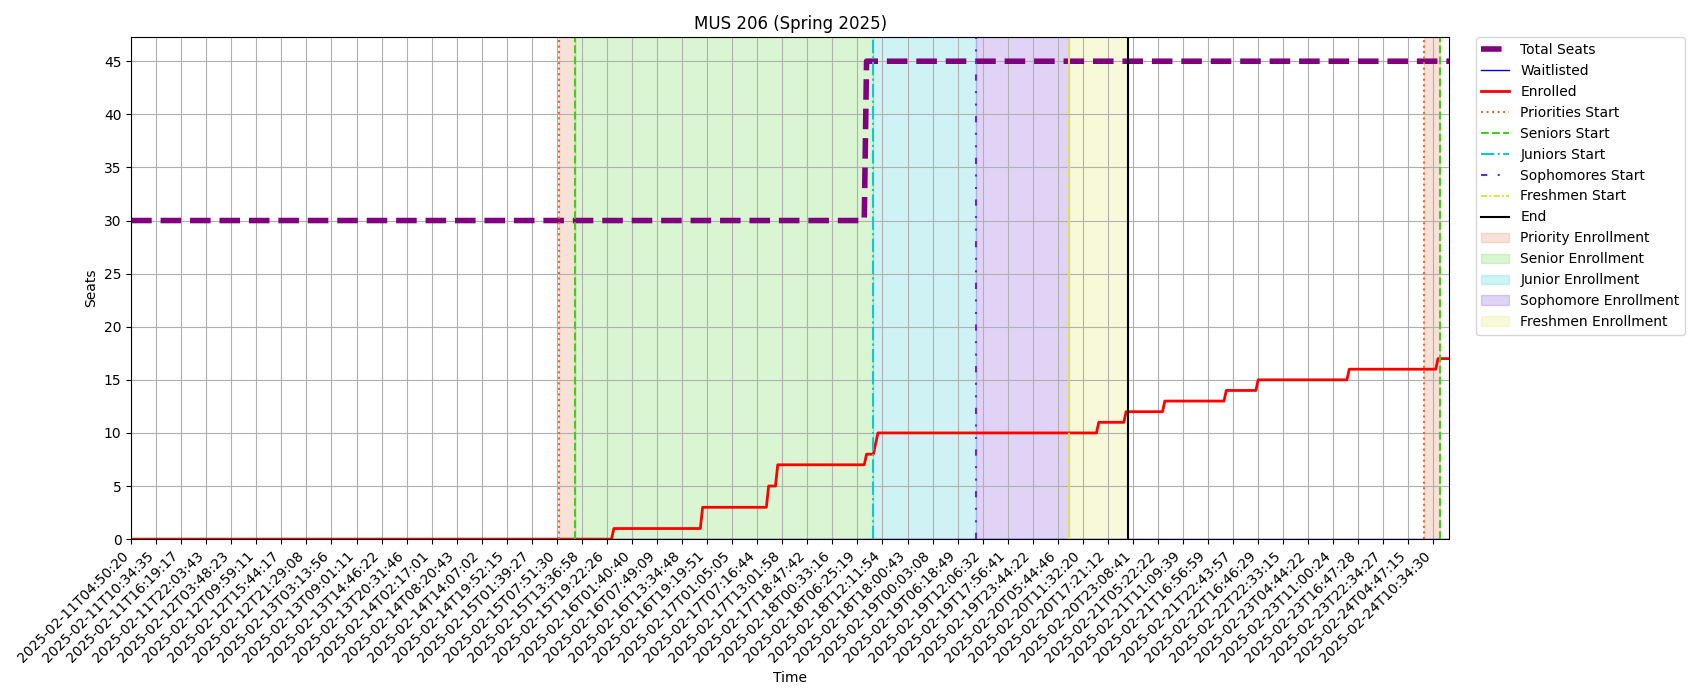 MUS 206 (Spring 2025)
Seats
45
40
35
30
25
20
15
10
5
0
2025-02-11T04:50:20
2025-02-11T10:34:35
2025-02-11T16:19:17
2025-02-11T22:03:43
2025-02-12T03:48:23
2025-02-12T09:59:11
2025-02-12T15:44:17
2025-02-12T21:29:08
2025-02-13T03:13:56
2025-02-13T09:01:11
2025-02-13T14:46:22
2025-02-13T20:31:46
2025-02-14T02:17:01
2025-02-14T08:20:43
2025-02-14T14:07:02
2025-02-14T19:52:15
2025-02-15T01:39:27
2025-02-15T07:51:30
2025-02-15T13:36:58
2025-02-15T19:22:26
2025-02-16T01:40:40
2025-02-16T07:49:09
2025-02-16T13:34:48
2025-02-16T19:19:51
2025-02-17T01:05:05
2025-02-17T07:16:44
2025-02-17T13:01:58
2025-02-17T18:47:42
2025-02-18T00:33:16
2025-02-18T06:25:19
2025-02-18T12:11:54
2025-02-18T18:00:43
2025-02-19T00:03:08
2025-02-19T06:18:49
2025-02-19T12:06:32
2025-02-19T17:56:41
2025-02-19T23:44:22
2025-02-20T05:44:46
2025-02-20T11:32:20
2025-02-20T17:21:12
2025-02-20T23:08:41
2025-02-21T05:22:22
2025-02-21T11:09:39
2025-02-21T16:56:59
2025-02-21T22:43:57
2025-02-22T16:46:29
2025-02-22T22:33:15
2025-02-23T04:44:22
2025-02-23T11:00:24
2025-02-23T16:47:28
2025-02-23T22:34:27
2025-02-24T04:47:15
2025-02-24T10:34:30
Time
Total Seats
Waitlisted
Enrolled
Priorities Start
Seniors Start
Juniors Start
Sophomores Start
Freshmen Start
End
Priority Enrollment
Senior Enrollment
Junior Enrollment
Sophomore Enrollment
Freshmen Enrollment